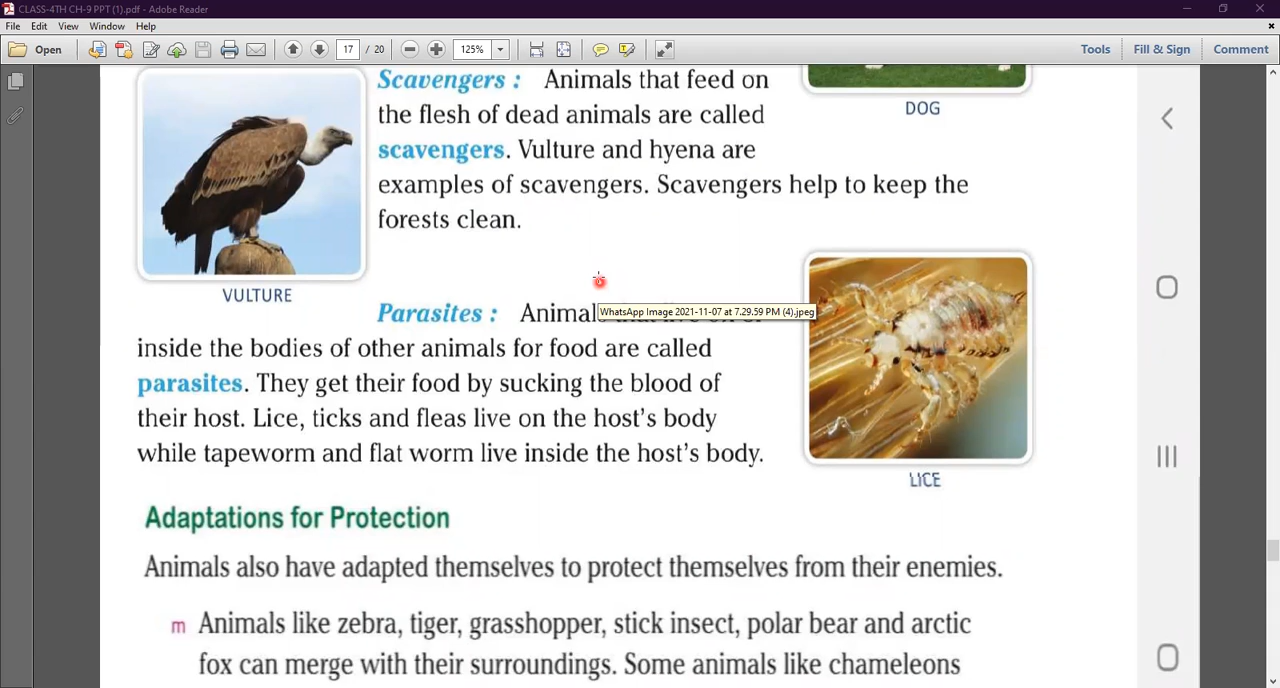 CLASS-4TH CH-9 PPT (1).pdf - Adobe Reader
File Edit View Window Help
Open 17 / 20 125% Tools Fill & Sign Comment
Scavengers : Animals that feed on
the flesh of dead animals are called
scavengers. Vulture and hyena are
examples of scavengers. Scavengers help to keep the
forests clean.
DOG
VULTURE
Parasites : Animals
WhatsApp Image 2021-11-07 at 7.29.59 PM (4).jpeg
inside the bodies of other animals for food are called
parasites. They get their food by sucking the blood of
their host. Lice, ticks and fleas live on the host's body
while tapeworm and flat worm live inside the host's body.
LICE
Adaptations for Protection
Animals also have adapted themselves to protect themselves from their enemies.
m Animals like zebra, tiger, grasshopper, stick insect, polar bear and arctic
fox can merge with their surroundings. Some animals like chameleons